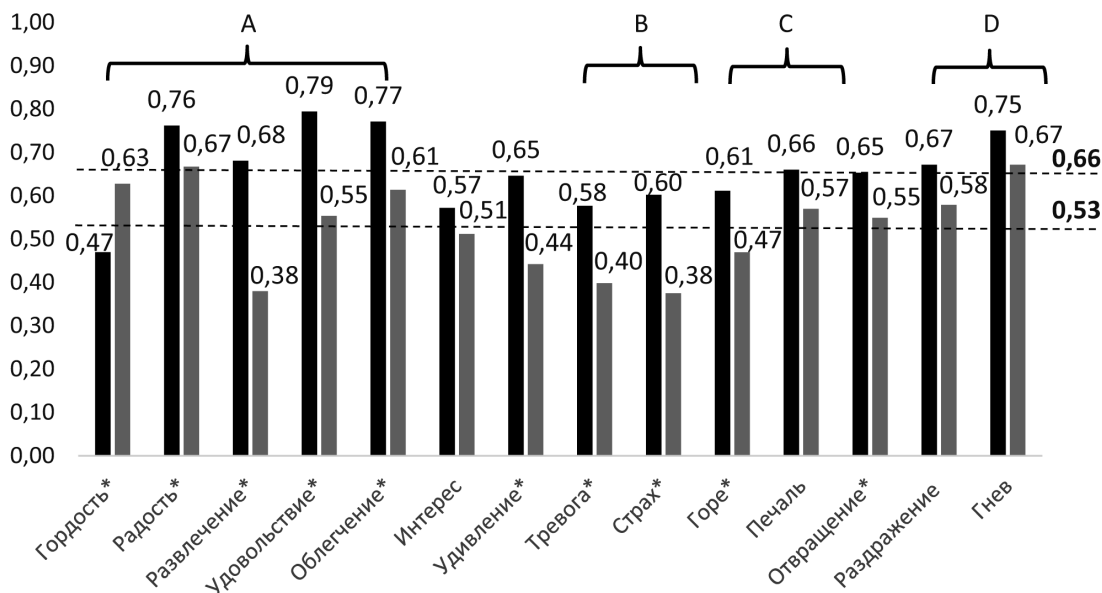 1,00
0,90
0,80
0,70
0,60
0,50
0,40
0,30
0,20
0,10
0,00
A
B
C
D
0,47
0,63
0,76
0,67
0,68
0,38
0,79
0,55
0,77
0,61
0,57
0,51
0,65
0,44
0,58
0,40
0,60
0,38
0,61
0,47
0,66
0,57
0,65
0,55
0,67
0,58
0,75
0,67
0,66
0,53
Гордость*
Радость*
Развлечение*
Удовольствие*
Облегчение*
Интерес
Удивление*
Тревога*
Страх*
Горе*
Печаль
Отвращение*
Раздражение
Гнев